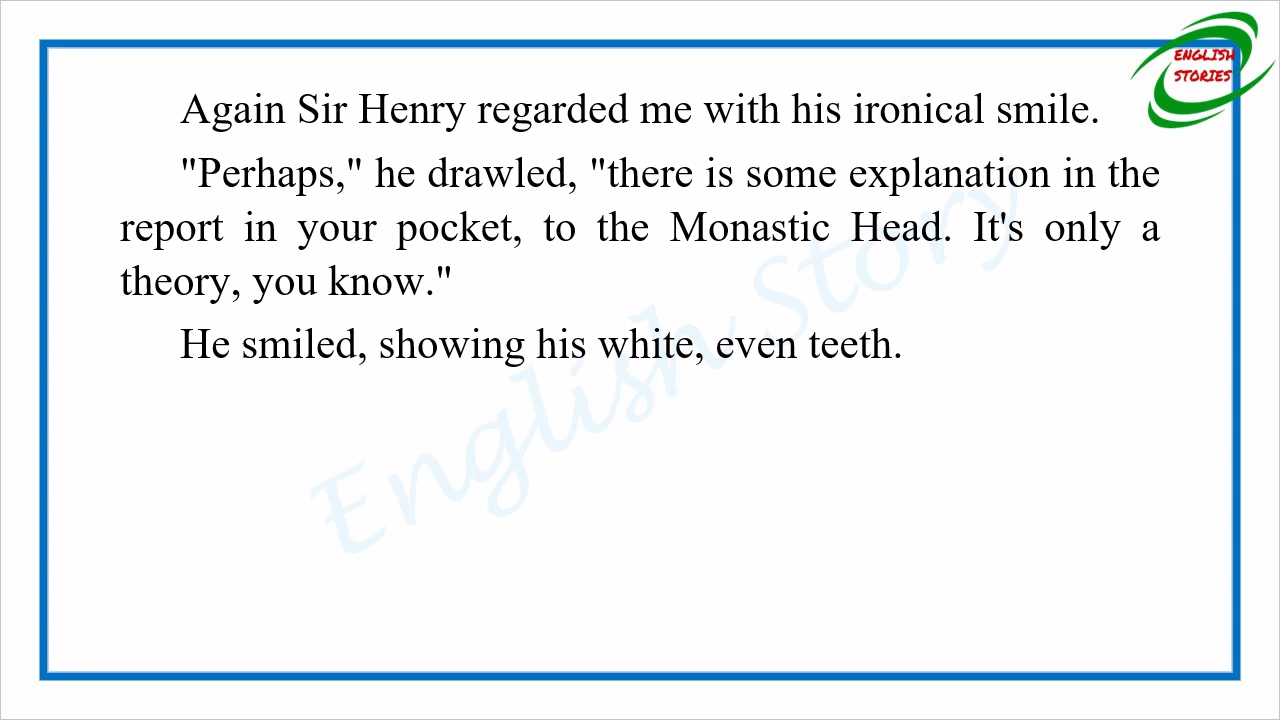 ENGLISH
STORIES
Again Sir Henry regarded me with his ironical smile.
"Perhaps," he drawled, "there is some explanation in the
report in your pocket, to the Monastic Head. It's only a
theory, you know."
He smiled, showing his white, even teeth.
English Story